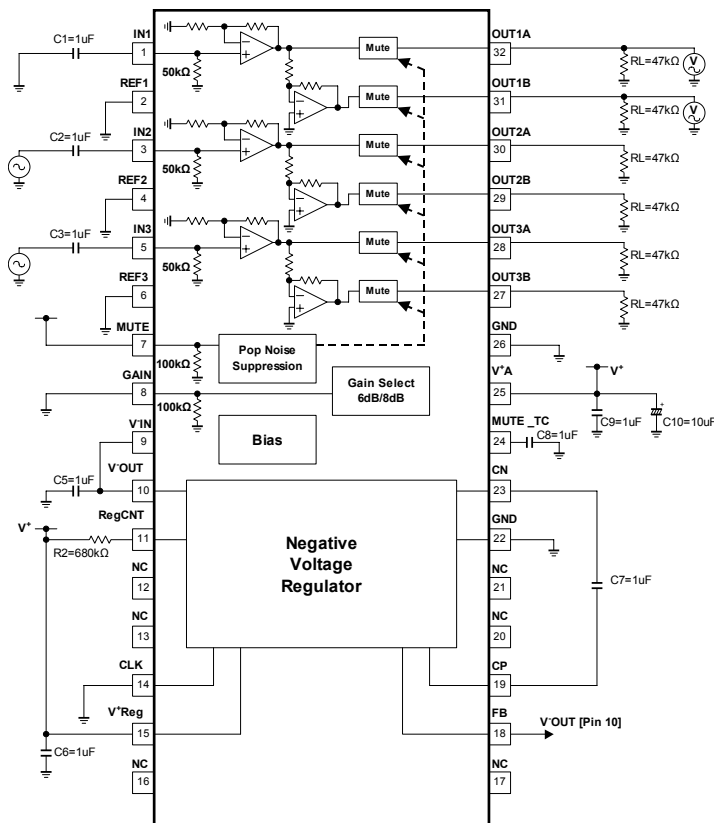 C1=1uF
IN1
1
50kΩ
Mute
OUT1A
32
RL=47kΩ
V
REF1
2
Mute
OUT1B
31
RL=47kΩ
V
C2=1uF
IN2
3
50kΩ
Mute
OUT2A
30
RL=47kΩ
REF2
4
Mute
OUT2B
29
RL=47kΩ
C3=1uF
IN3
5
50kΩ
Mute
OUT3A
28
RL=47kΩ
REF3
6
Mute
OUT3B
27
RL=47kΩ
MUTE
7
100kΩ
Pop Noise
Suppression
GND
26
GAIN
8
100kΩ
Gain Select
6dB/8dB
V⁺A
25
V⁺
C9=1uF
C10=10uF
+
V⁻IN
9
Bias
MUTE _TC
24
C8=1uF
C5=1uF
V⁻OUT
10
CN
23
V⁺
R2=680kΩ
RegCNT
11
Negative
Voltage
Regulator
GND
22
NC
12
NC
21
C7=1uF
NC
13
NC
20
CLK
14
CP
19
V⁺Reg
15
C6=1uF
FB
18
V⁻OUT [Pin 10]
NC
16
NC
17